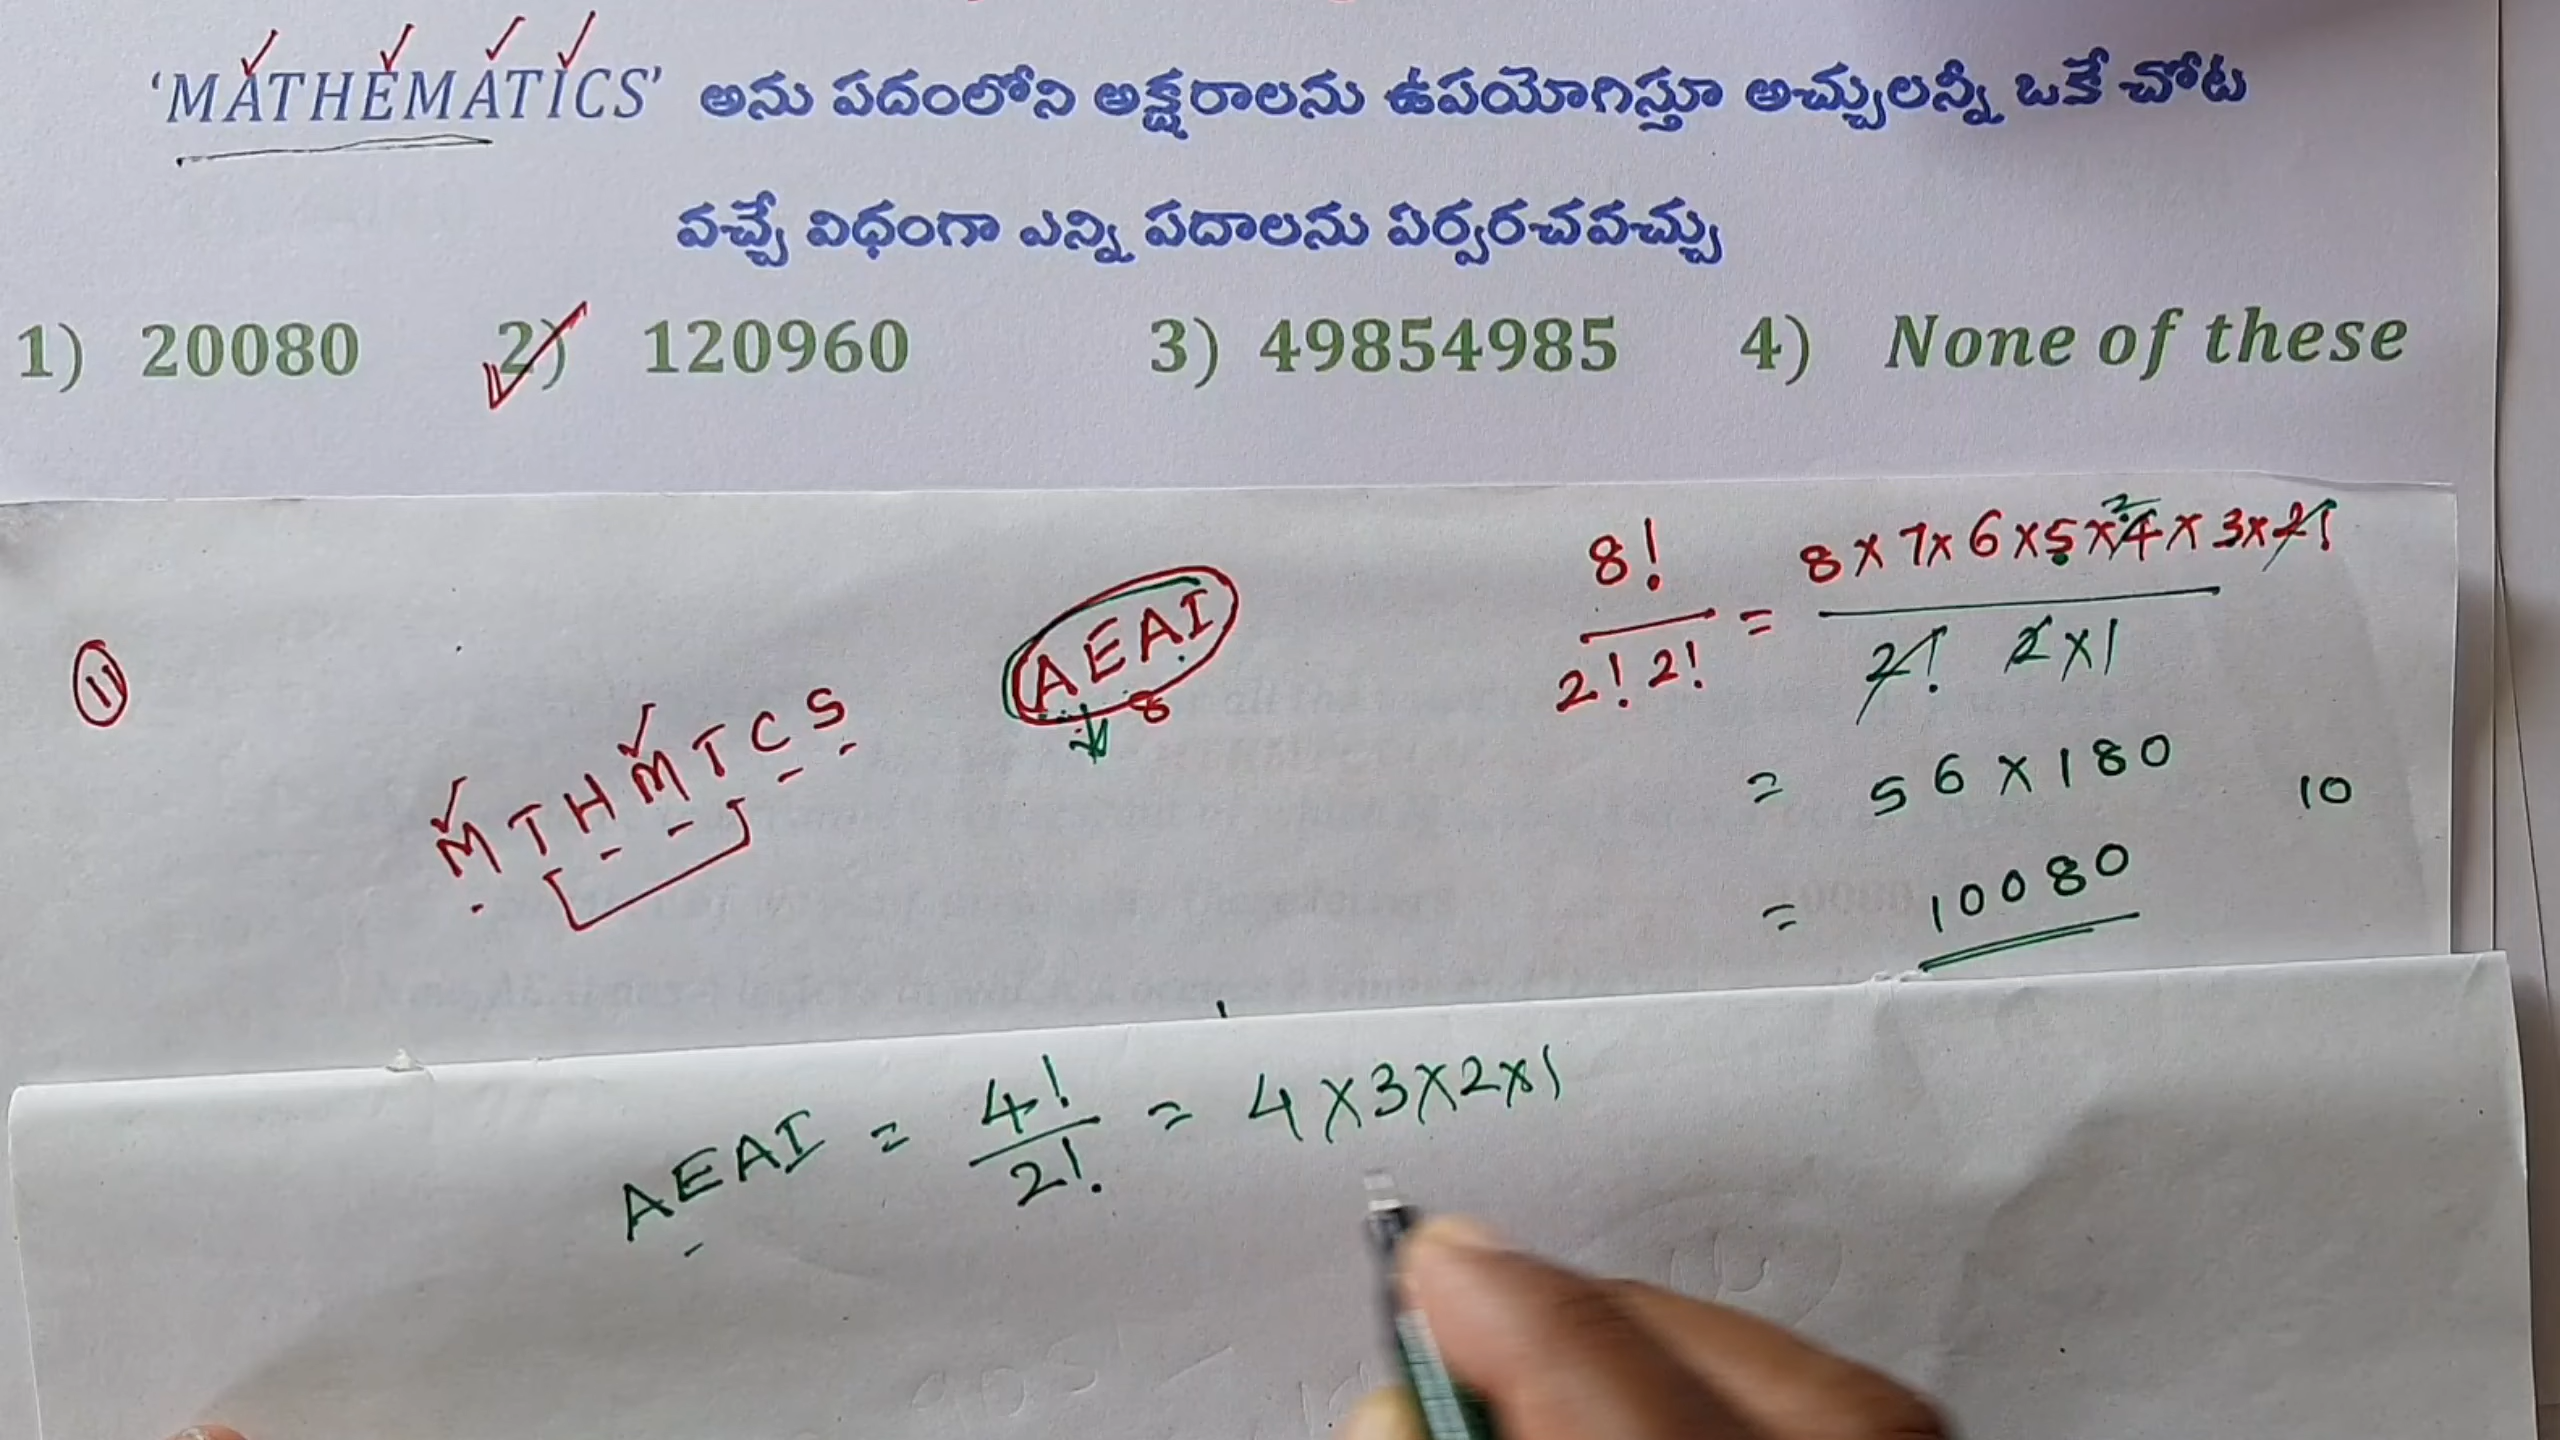 'MATHEMATICS' అను పదంలోని అక్షరాలను ఉపయోగిస్తూ అచ్చులన్నీ ఒకే చోట
వచ్చే విధంగా ఎన్ని పదాలను ఏర్పరచవచ్చు
1) 20080 2) 120960 3) 49854985 4) None of these
11
MTHMTCS
AEAI
8
8! / 2! 2! = 8 × 7 × 6 × 5 × 4 × 3 × 2! / 2! 2 × 1
2
= 56 × 180
10
= 10080
AEAI = 4! / 2! = 4 × 3 × 2 × 1